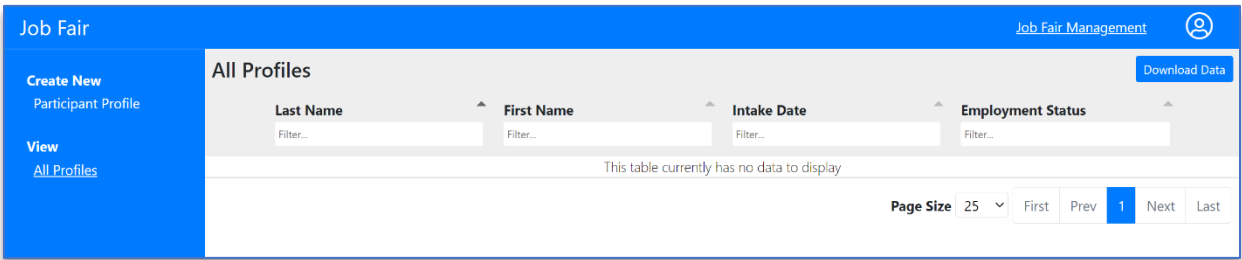 Job Fair
Job Fair Management
Create New
Participant Profile
View
All Profiles
All Profiles
Download Data
Last Name First Name Intake Date Employment Status
Filter... Filter... Filter... Filter...
This table currently has no data to display
Page Size 25 First Prev 1 Next Last